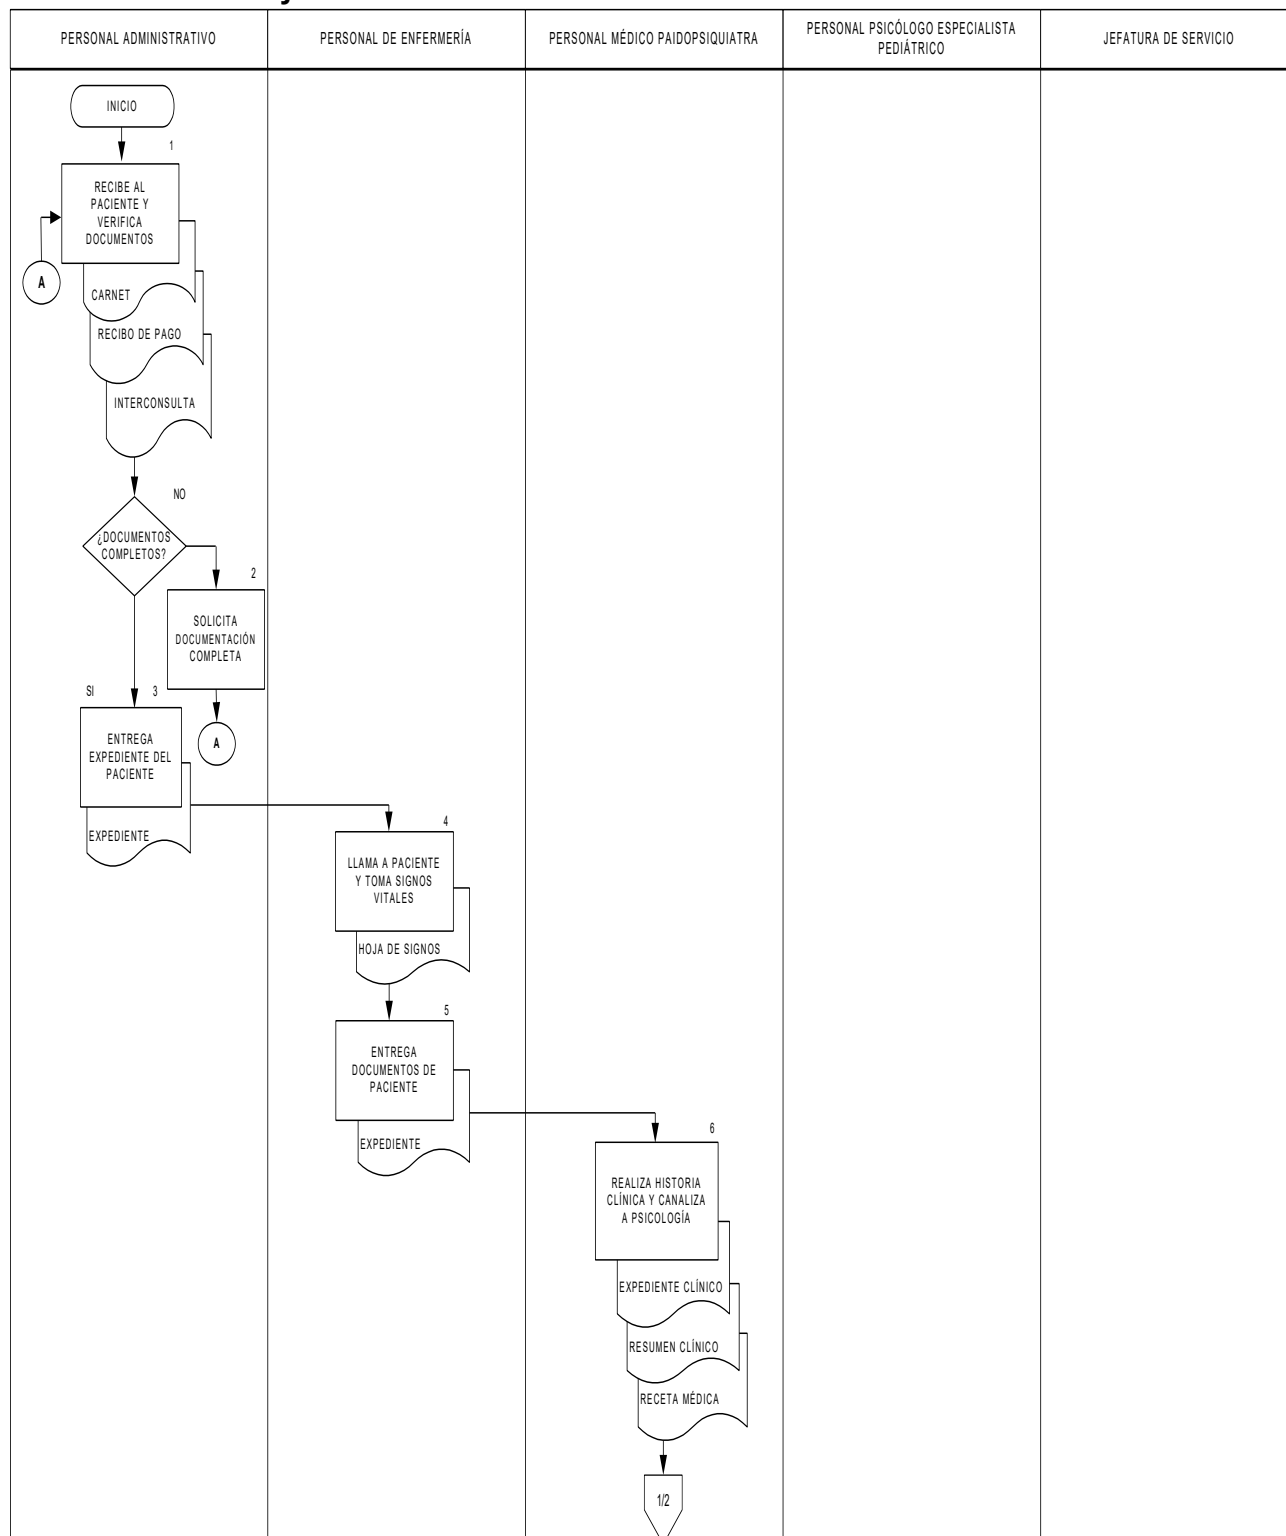 PERSONAL ADMINISTRATIVO
PERSONAL DE ENFERMERÍA
PERSONAL MÉDICO PAIDOPSIQUIATRA
PERSONAL PSICÓLOGO ESPECIALISTA
PEDIÁTRICO
JEFATURA DE SERVICIO
INICIO
1
RECIBE AL
PACIENTE Y
VERIFICA
DOCUMENTOS
A
CARNET
RECIBO DE PAGO
INTERCONSULTA
NO
¿DOCUMENTOS
COMPLETOS?
2
SOLICITA
DOCUMENTACIÓN
COMPLETA
SI
3
A
ENTREGA
EXPEDIENTE DEL
PACIENTE
EXPEDIENTE
4
LLAMA A PACIENTE
Y TOMA SIGNOS
VITALES
HOJA DE SIGNOS
5
ENTREGA
DOCUMENTOS DE
PACIENTE
EXPEDIENTE
6
REALIZA HISTORIA
CLÍNICA Y CANALIZA
A PSICOLOGÍA
EXPEDIENTE CLÍNICO
RESUMEN CLÍNICO
RECETA MÉDICA
1/2